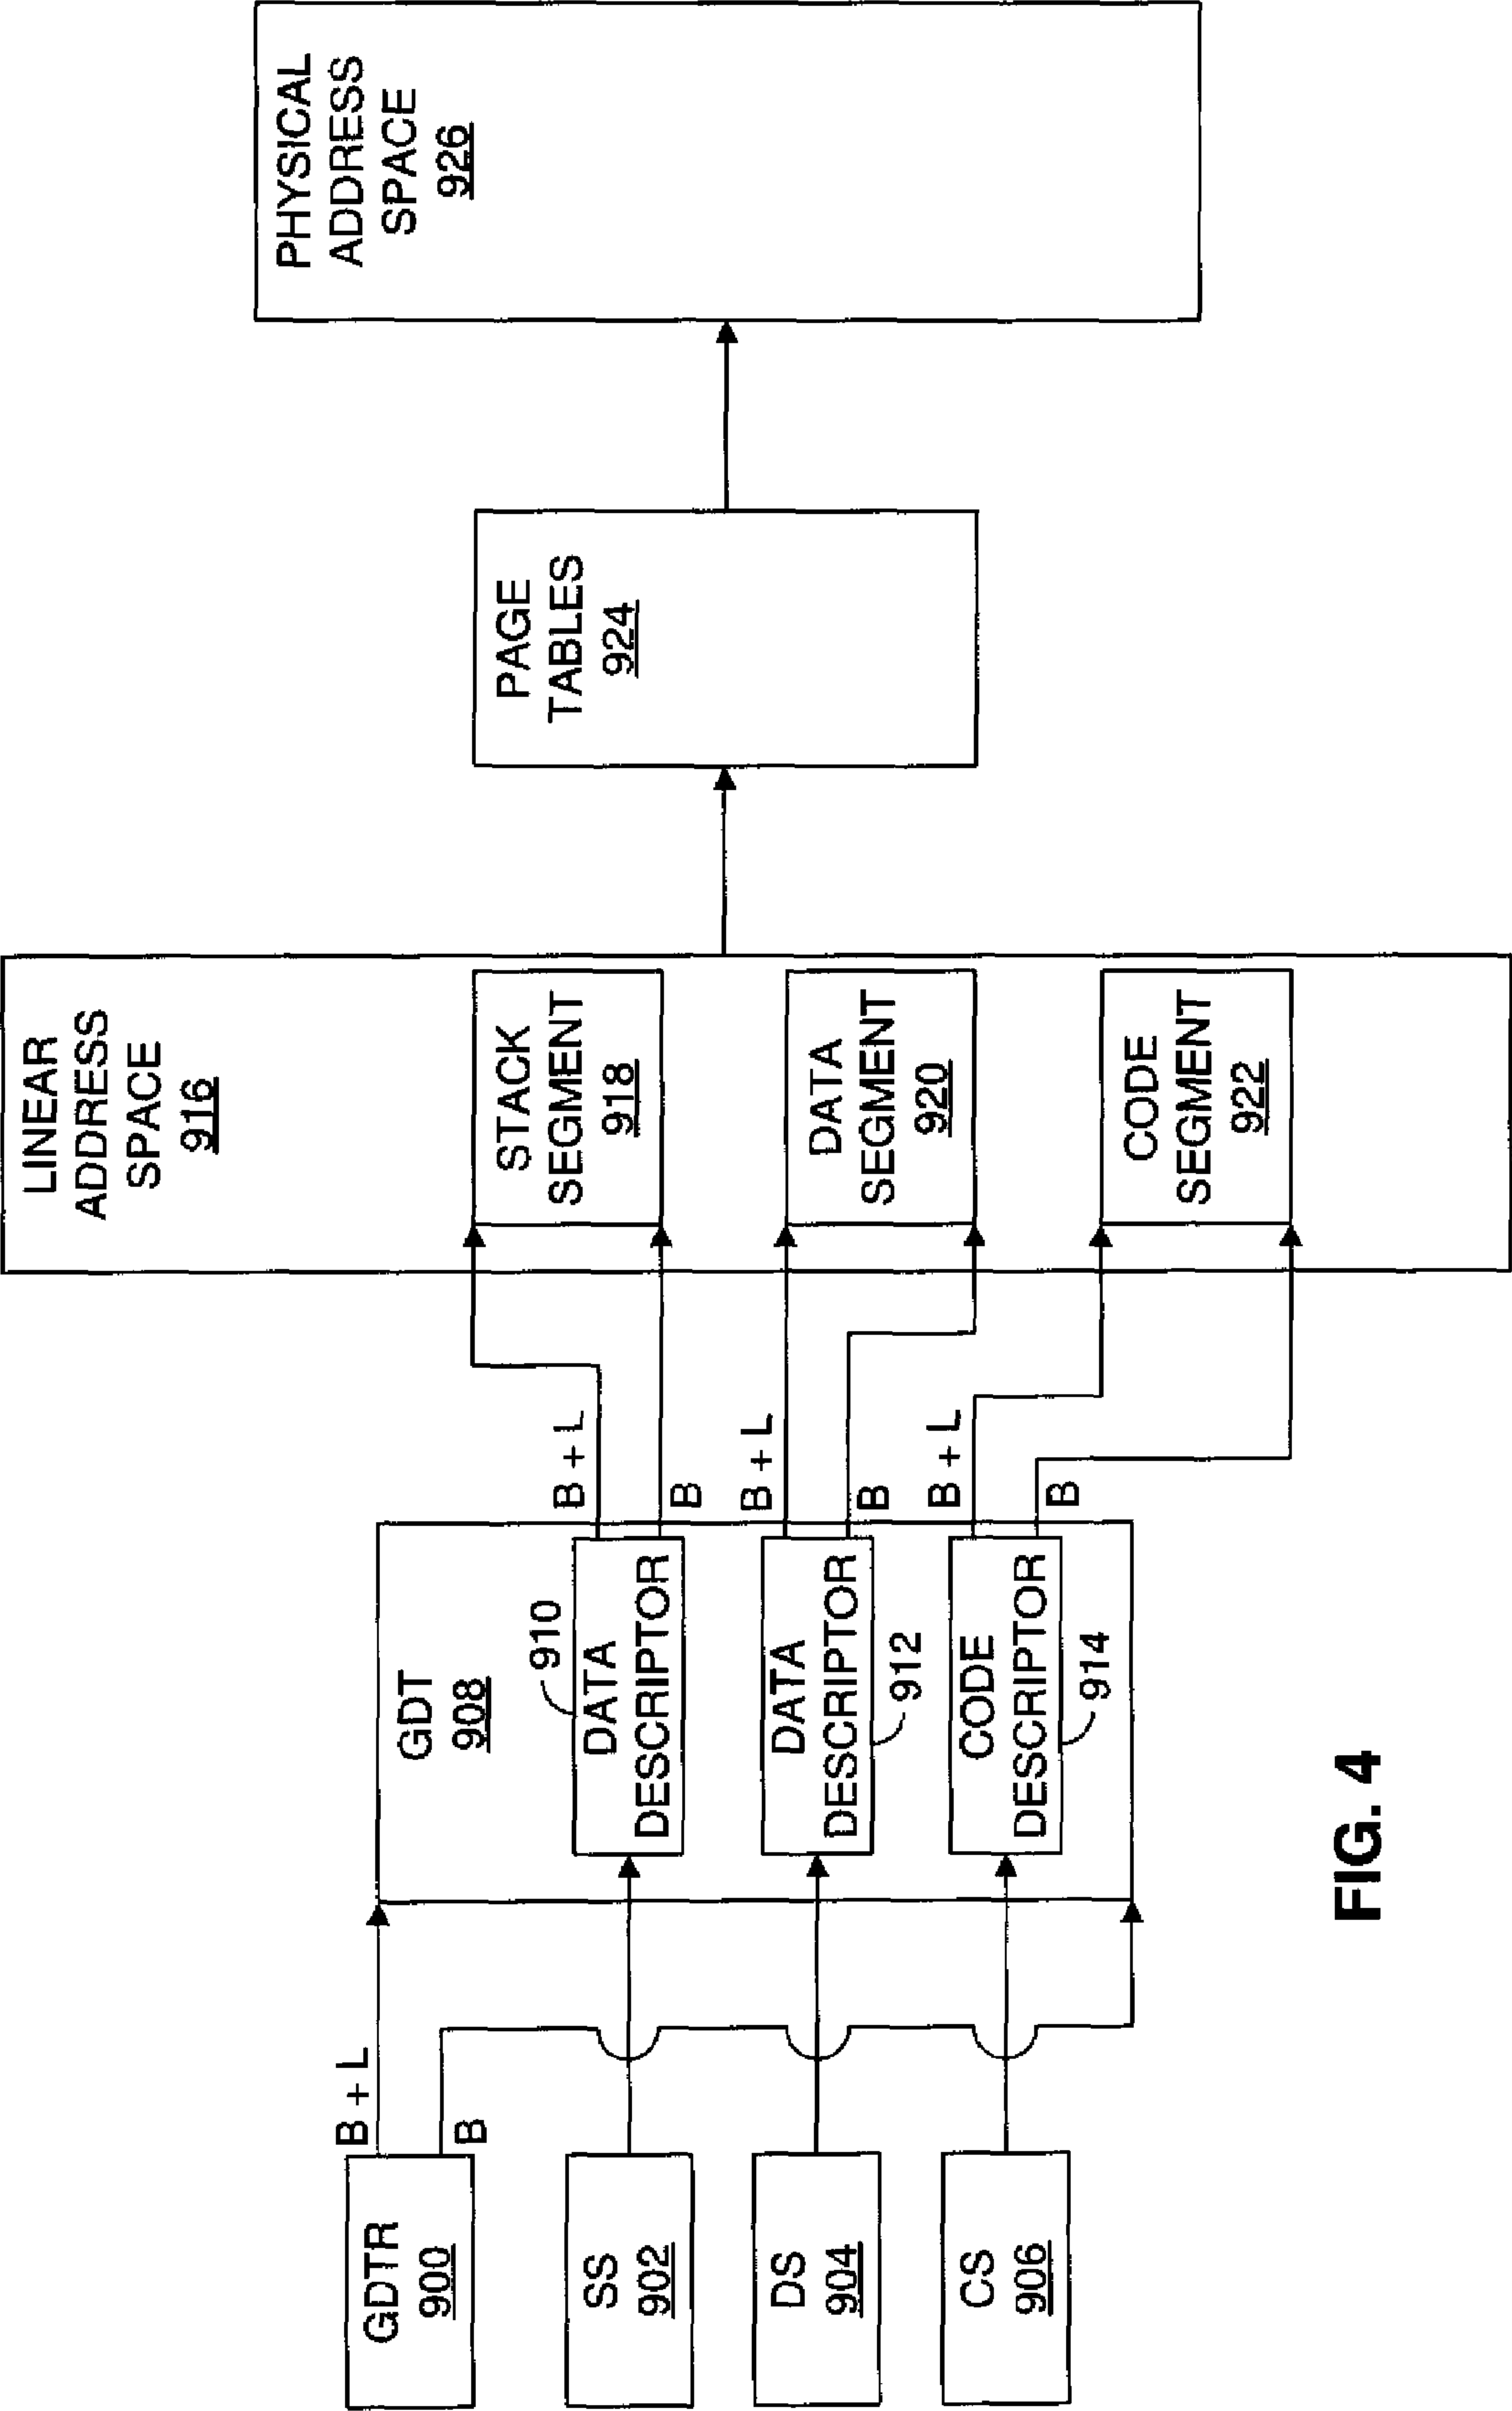 GDTR
900
B + L
B
SS
902
DS
904
CS
906
GDT
908
910
DATA
DESCRIPTOR
DATA
DESCRIPTOR
912
CODE
DESCRIPTOR
914
B + L
B
B + L
B
B + L
B
LINEAR
ADDRESS
SPACE
916
STACK
SEGMENT
918
DATA
SEGMENT
920
CODE
SEGMENT
922
PAGE
TABLES
924
PHYSICAL
ADDRESS
SPACE
926
FIG. 4